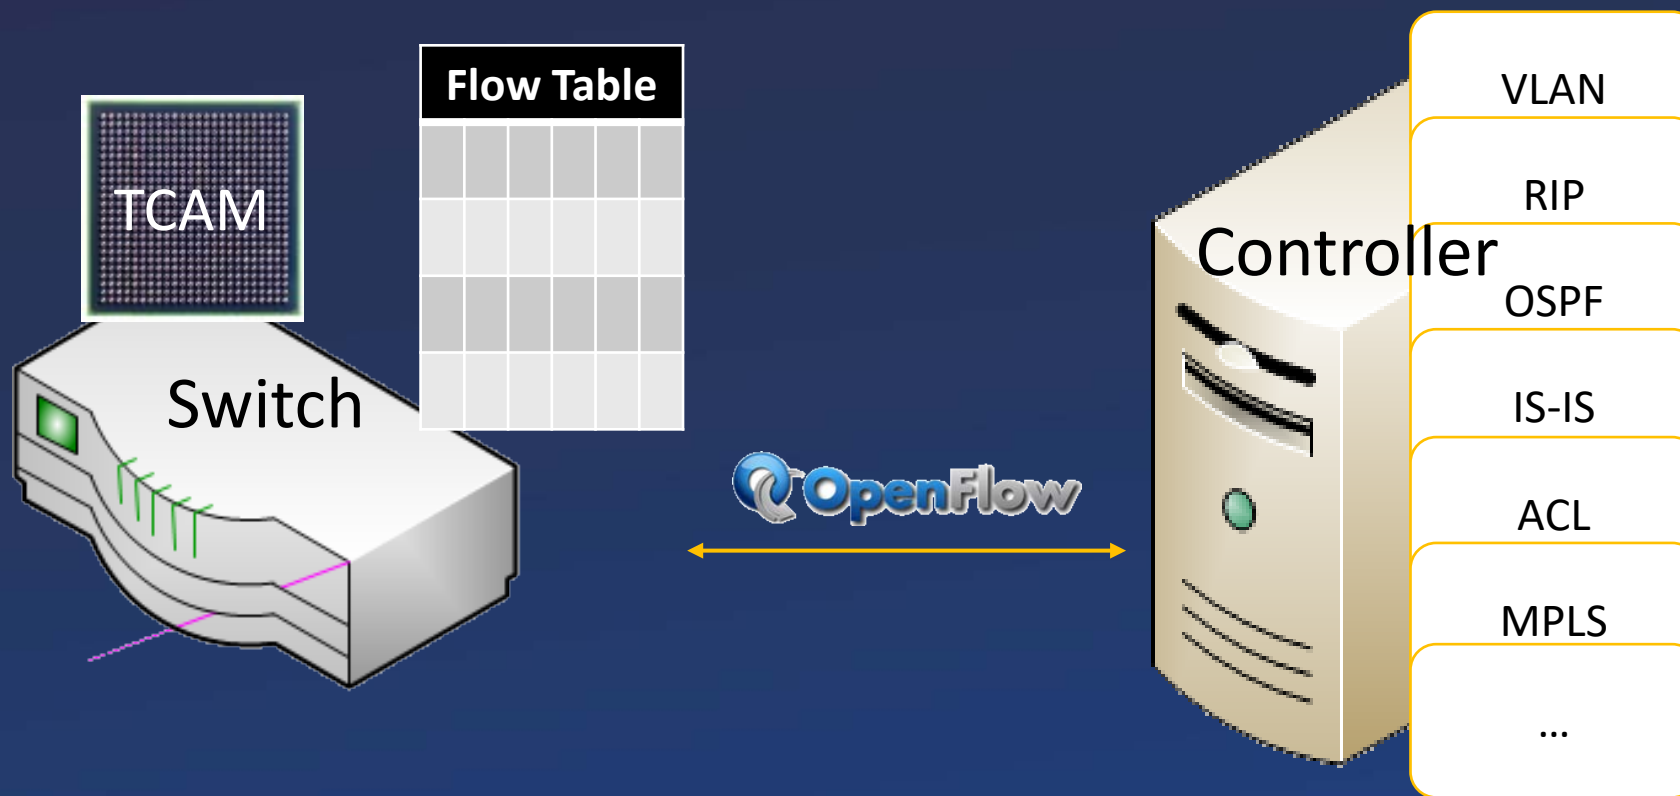 Flow Table
TCAM
Switch
OpenFlow
Controller
VLAN
RIP
OSPF
IS-IS
ACL
MPLS
...